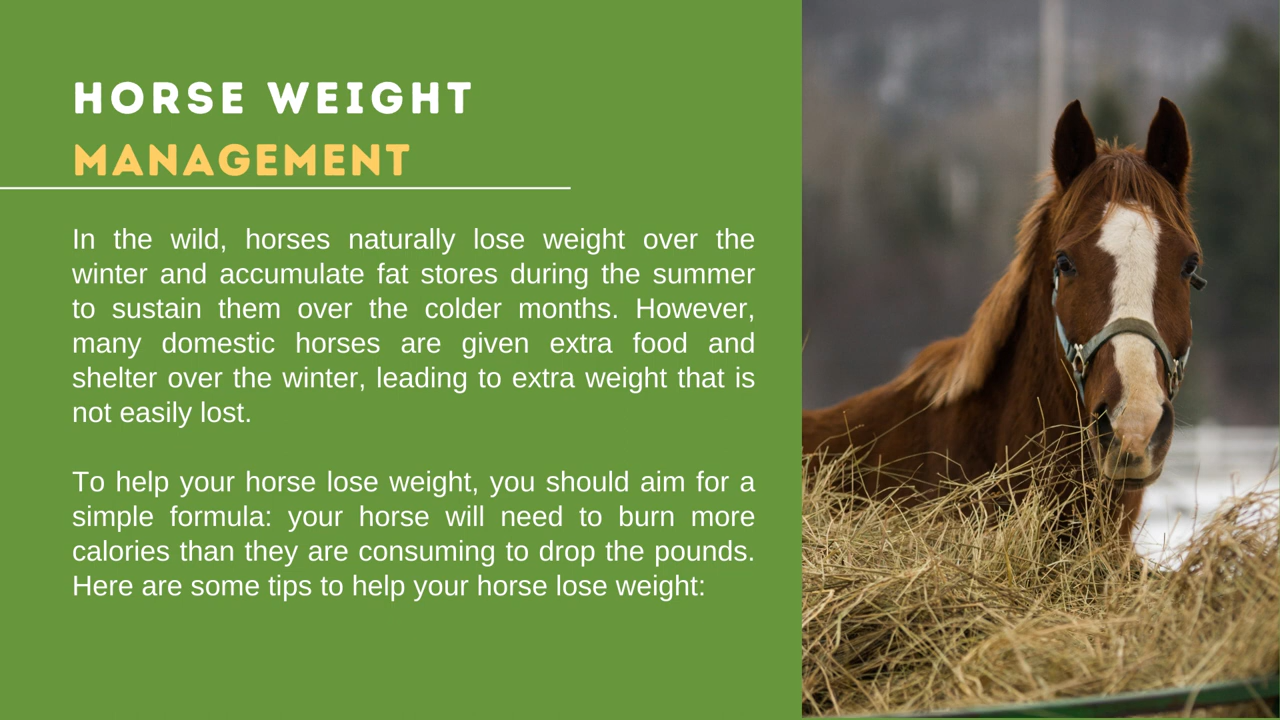 HORSE WEIGHT
MANAGEMENT
In the wild, horses naturally lose weight over the
winter and accumulate fat stores during the summer
to sustain them over the colder months. However,
many domestic horses are given extra food and
shelter over the winter, leading to extra weight that is
not easily lost.
To help your horse lose weight, you should aim for a
simple formula: your horse will need to burn more
calories than they are consuming to drop the pounds.
Here are some tips to help your horse lose weight: